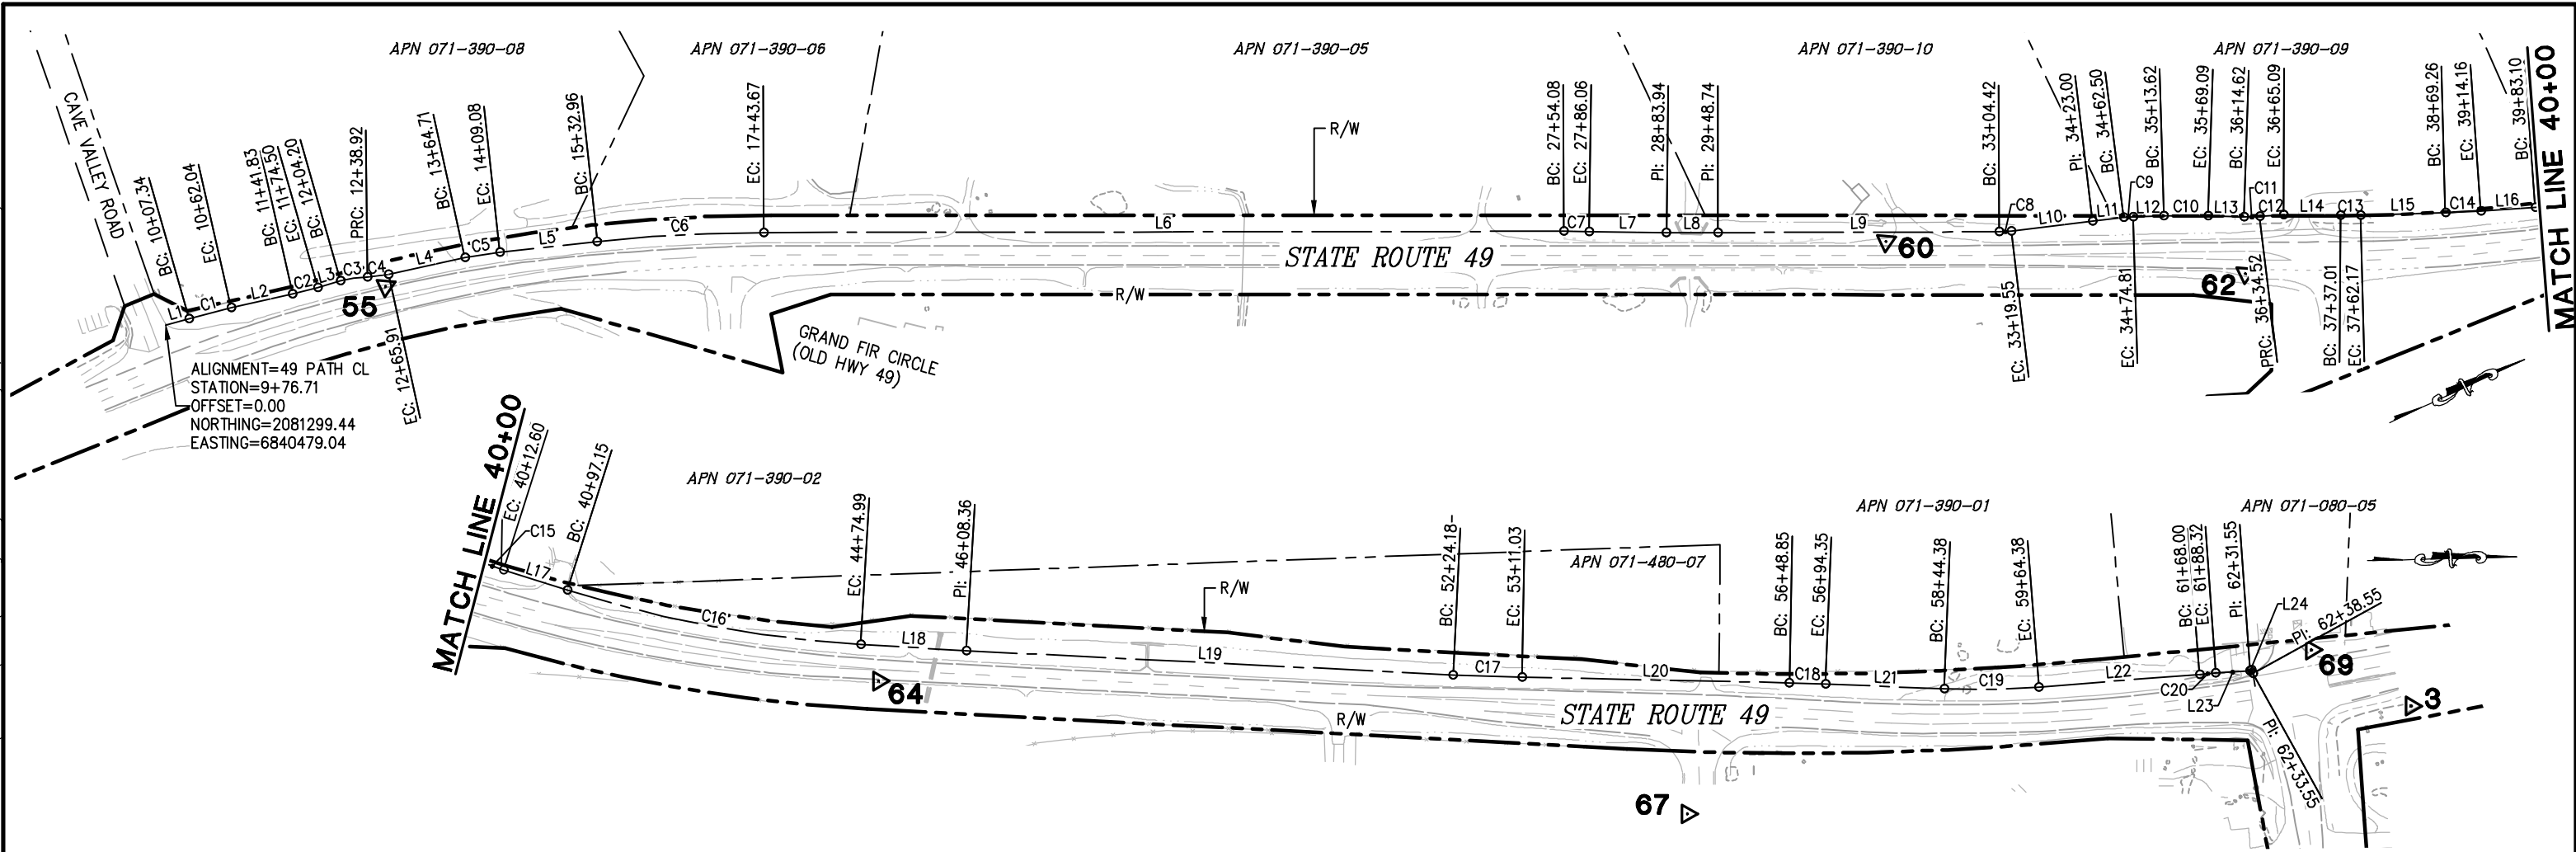 APN 071-390-08
APN 071-390-06
APN 071-390-05
APN 071-390-10
APN 071-390-09
CAVE VALLEY ROAD
BC: 10+07.34
EC: 10+62.04
BC: 11+41.83
EC: 11+74.50
BC: 12+04.20
PRC: 12+38.92
BC: 13+64.71
EC: 14+09.08
BC: 15+32.96
EC: 17+43.67
R/W
BC: 27+54.08
EC: 27+86.06
PI: 28+83.94
PI: 29+48.74
BC: 33+04.42
PI: 34+23.00
BC: 34+62.50
BC: 35+13.62
EC: 35+69.09
BC: 36+14.62
EC: 36+65.09
BC: 38+69.26
EC: 39+14.16
BC: 39+83.10
MATCH LINE 40+00
L1
C1
L2
C2
L3
C3
C4
L4
C5
L5
C6
L6
C7
L7
L8
L9
C8
L10
L11
C9
L12
C10
L13
C11
C12
L14
C13
L15
C14
L16
STATE ROUTE 49
55
60
62
R/W
EC: 12+65.91
EC: 33+19.55
EC: 34+74.81
PRC: 36+34.52
BC: 37+01.01
EC: 37+62.17
GRAND FIR CIRCLE
(OLD HWY 49)
ALIGNMENT=49 PATH CL
STATION=9+76.71
OFFSET=0.00
NORTHING=2081299.44
EASTING=6840479.04
MATCH LINE 40+00
EC: 40+12.60
C15
BC: 40+97.15
APN 071-390-02
EC: 44+74.99
PI: 46+08.36
R/W
BC: 52+24.18
EC: 53+11.03
APN 071-480-07
BC: 56+48.85
EC: 56+94.35
APN 071-390-01
BC: 58+44.38
EC: 59+64.38
APN 071-080-05
BC: 61+68.00
EC: 61+88.32
PI: 62+31.55
L24
PI: 62+38.55
L17
C16
L18
L19
C17
L20
C18
L21
C19
L22
C20
L23
64
69
3
R/W
STATE ROUTE 49
PI: 62+33.55
67